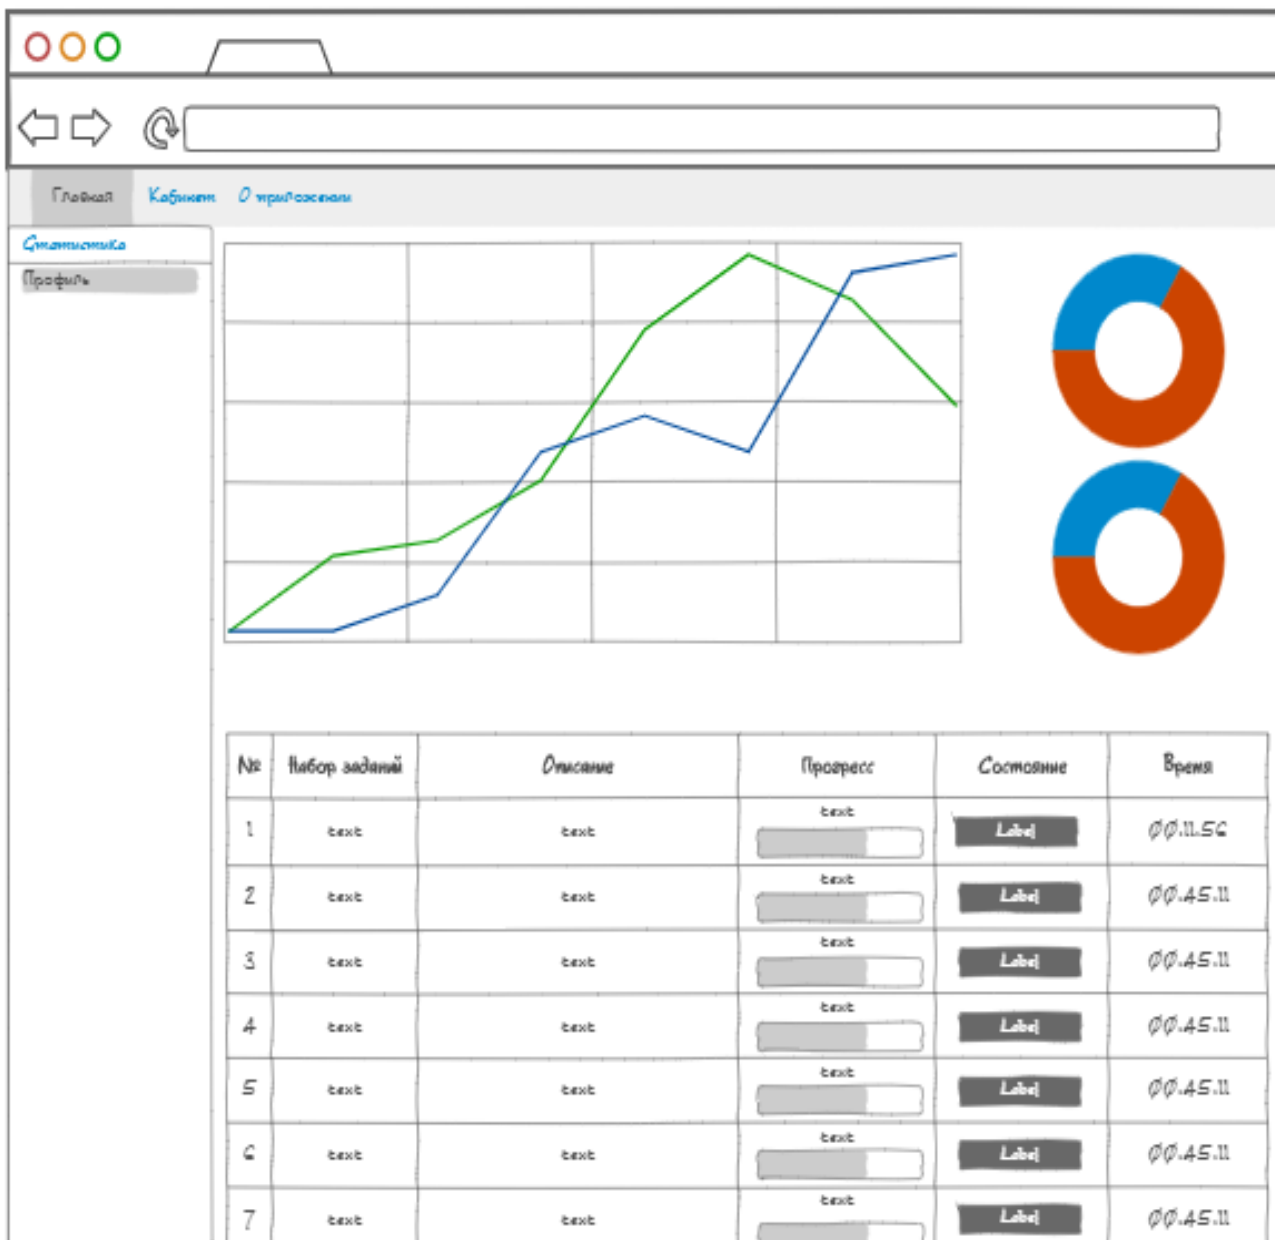 Главная Кабинет О приложении
Статистика
Профиль
№ Набор заданий Описание Прогресс Состояние Время
1 text text text Label 00.11.56
2 text text text Label 00.45.11
3 text text text Label 00.45.11
4 text text text Label 00.45.11
5 text text text Label 00.45.11
6 text text text Label 00.45.11
7 text text text Label 00.45.11